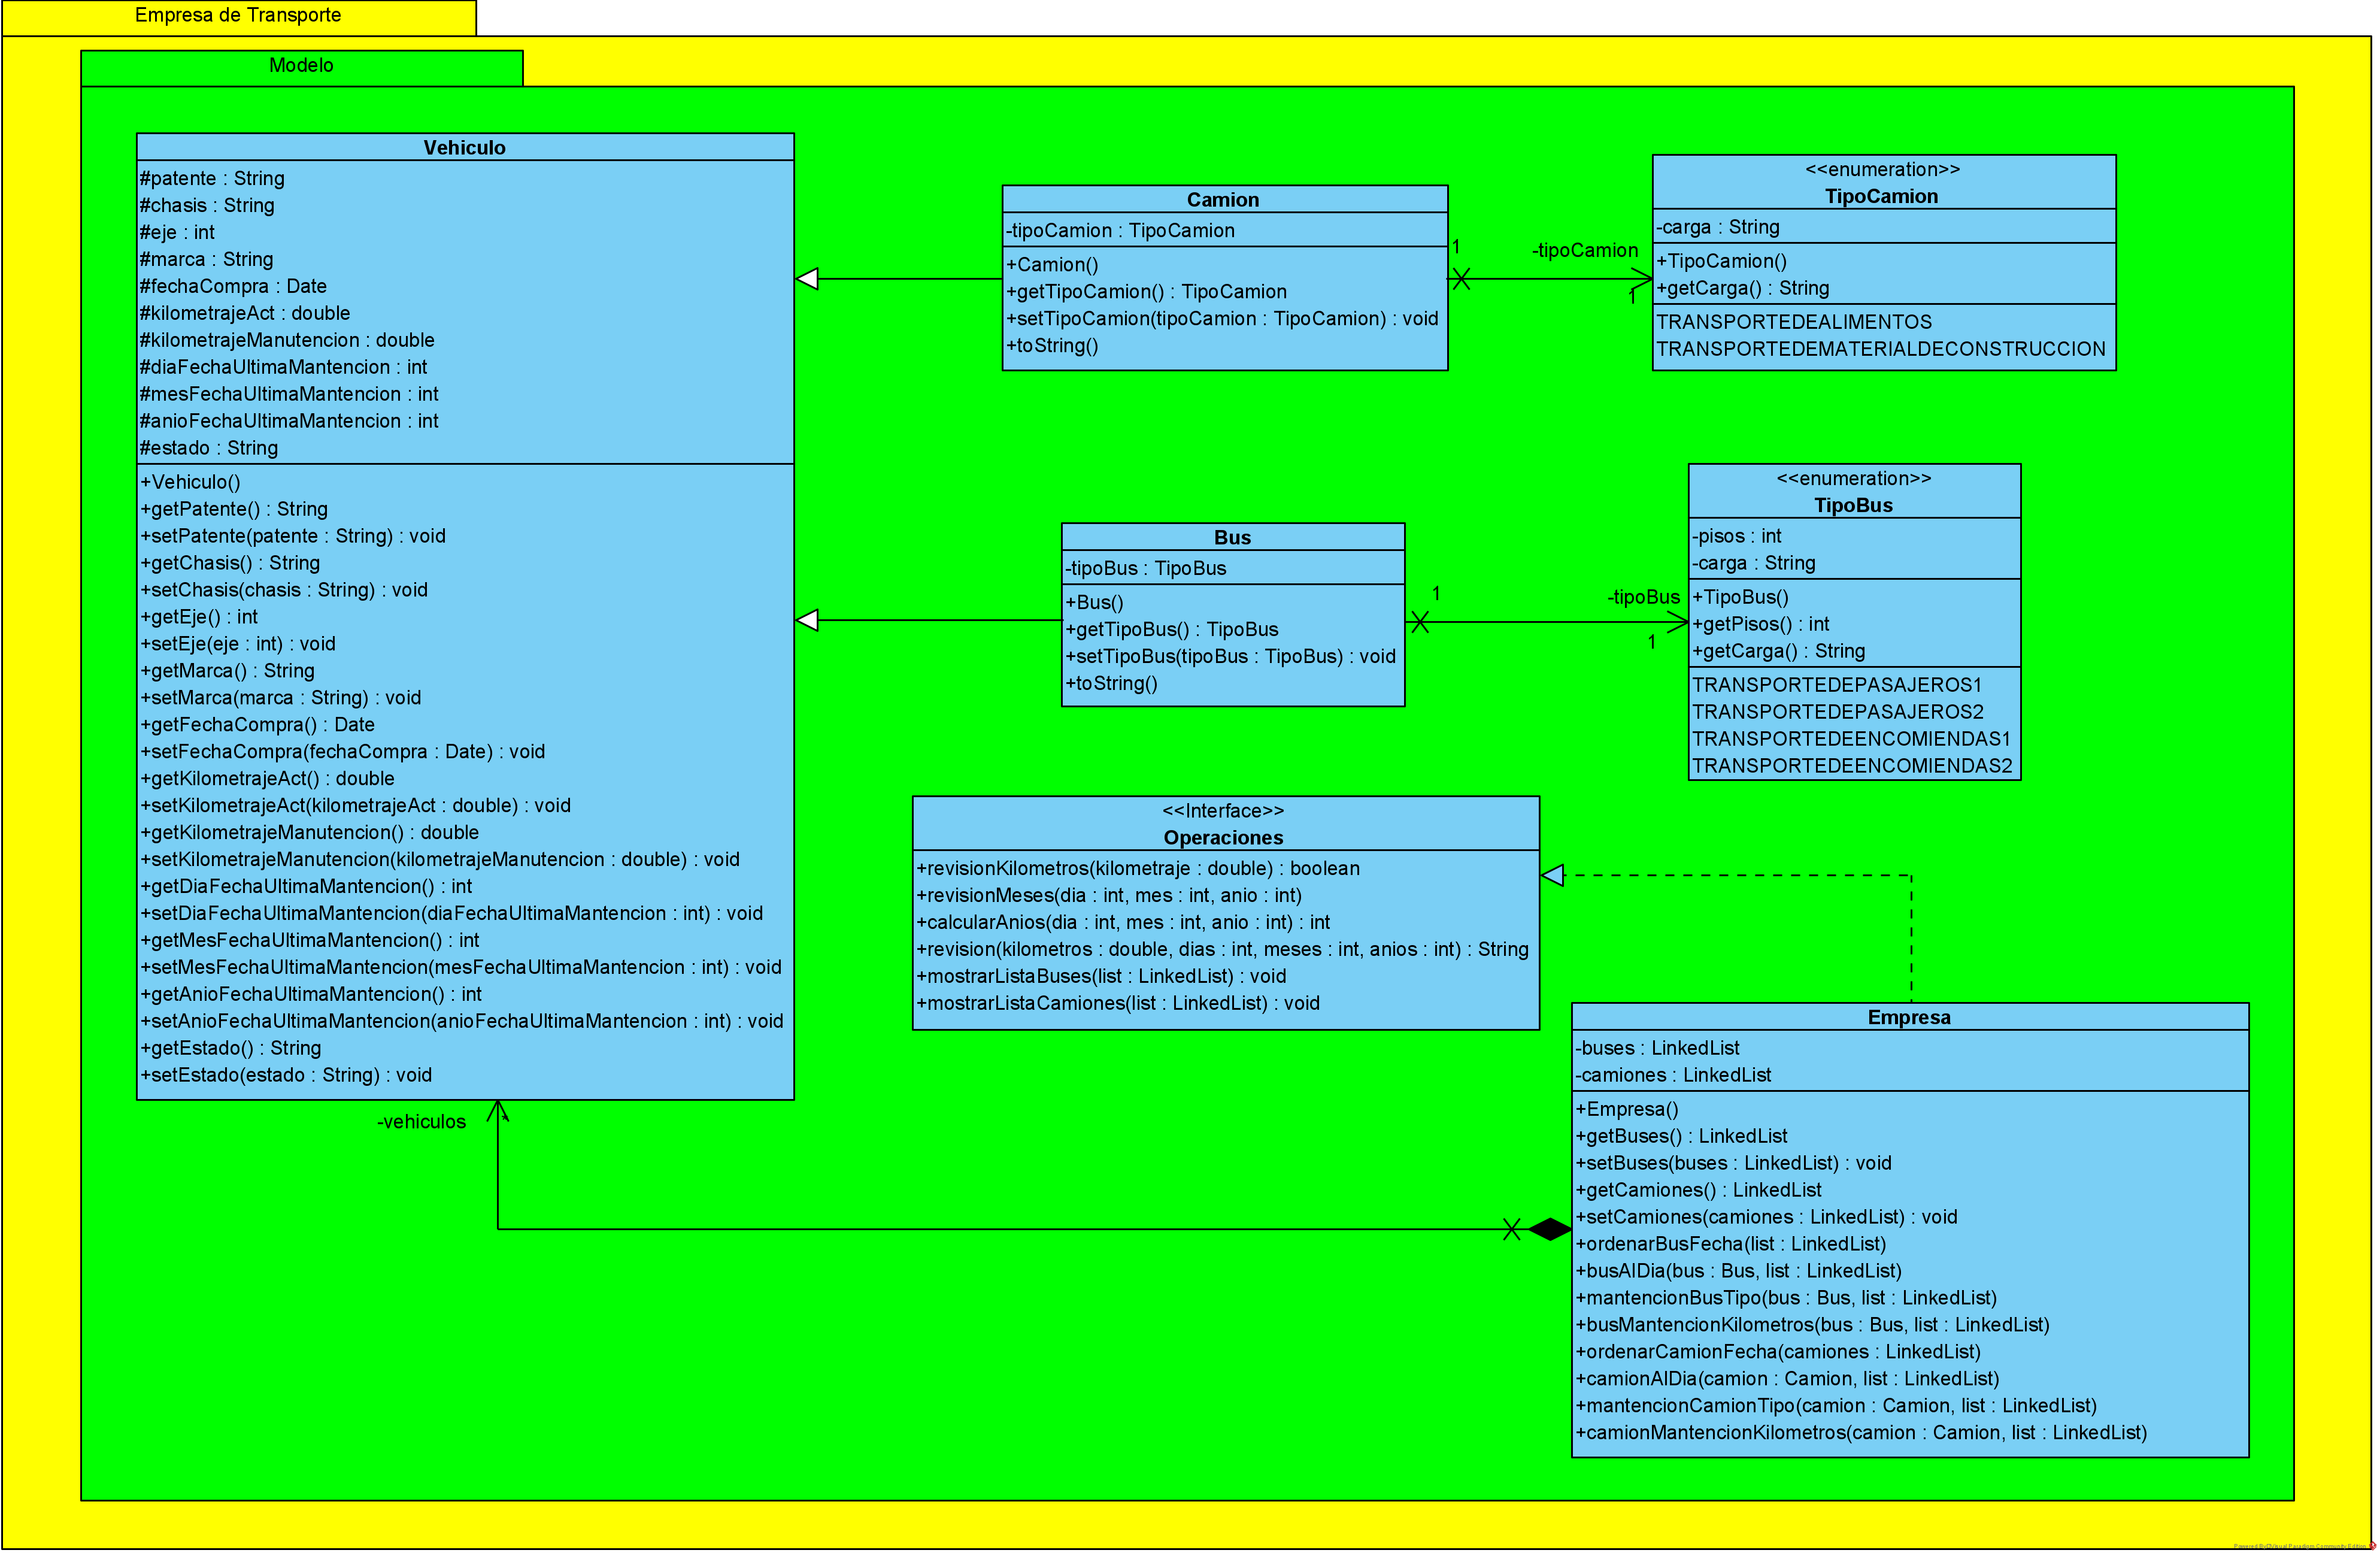 Empresa de Transporte
Modelo
Vehiculo
#patente : String
#chasis : String
#eje : int
#marca : String
#fechaCompra : Date
#kilometrajeAct : double
#kilometrajeManutencion : double
#diaFechaUltimaMantencion : int
#mesFechaUltimaMantencion : int
#anioFechaUltimaMantencion : int
#estado : String
+Vehiculo()
+getPatente() : String
+setPatente(patente : String) : void
+getChasis() : String
+setChasis(chasis : String) : void
+getEje() : int
+setEje(eje : int) : void
+getMarca() : String
+setMarca(marca : String) : void
+getFechaCompra() : Date
+setFechaCompra(fechaCompra : Date) : void
+getKilometrajeAct() : double
+setKilometrajeAct(kilometrajeAct : double) : void
+getKilometrajeManutencion() : double
+setKilometrajeManutencion(kilometrajeManutencion : double) : void
+getDiaFechaUltimaMantencion() : int
+setDiaFechaUltimaMantencion(diaFechaUltimaMantencion : int) : void
+getMesFechaUltimaMantencion() : int
+setMesFechaUltimaMantencion(mesFechaUltimaMantencion : int) : void
+getAnioFechaUltimaMantencion() : int
+setAnioFechaUltimaMantencion(anioFechaUltimaMantencion : int) : void
+getEstado() : String
+setEstado(estado : String) : void
-vehiculos
*
Camion
-tipoCamion : TipoCamion
+Camion()
+getTipoCamion() : TipoCamion
+setTipoCamion(tipoCamion : TipoCamion) : void
+toString()
1
-tipoCamion
1
<<enumeration>>
TipoCamion
-carga : String
+TipoCamion()
+getCarga() : String
TRANSPORTEDEALIMENTOS
TRANSPORTEDEMATERIALDECONSTRUCCION
Bus
-tipoBus : TipoBus
+Bus()
+getTipoBus() : TipoBus
+setTipoBus(tipoBus : TipoBus) : void
+toString()
1
-tipoBus
1
<<enumeration>>
TipoBus
-pisos : int
-carga : String
+TipoBus()
+getPisos() : int
+getCarga() : String
TRANSPORTEDEPASAJEROS1
TRANSPORTEDEPASAJEROS2
TRANSPORTEDEENCOMIENDAS1
TRANSPORTEDEENCOMIENDAS2
<<Interface>>
Operaciones
+revisionKilometros(kilometraje : double) : boolean
+revisionMeses(dia : int, mes : int, anio : int)
+calcularAnios(dia : int, mes : int, anio : int) : int
+revision(kilometros : double, dias : int, meses : int, anios : int) : String
+mostrarListaBuses(list : LinkedList) : void
+mostrarListaCamiones(list : LinkedList) : void
Empresa
-buses : LinkedList
-camiones : LinkedList
+Empresa()
+getBuses() : LinkedList
+setBuses(buses : LinkedList) : void
+getCamiones() : LinkedList
+setCamiones(camiones : LinkedList) : void
+ordenarBusFecha(list : LinkedList)
+busAlDia(bus : Bus, list : LinkedList)
+mantencionBusTipo(bus : Bus, list : LinkedList)
+busMantencionKilometros(bus : Bus, list : LinkedList)
+ordenarCamionFecha(camiones : LinkedList)
+camionAlDia(camion : Camion, list : LinkedList)
+mantencionCamionTipo(camion : Camion, list : LinkedList)
+camionMantencionKilometros(camion : Camion, list : LinkedList)
Powered By Visual Paradigm Community Edition